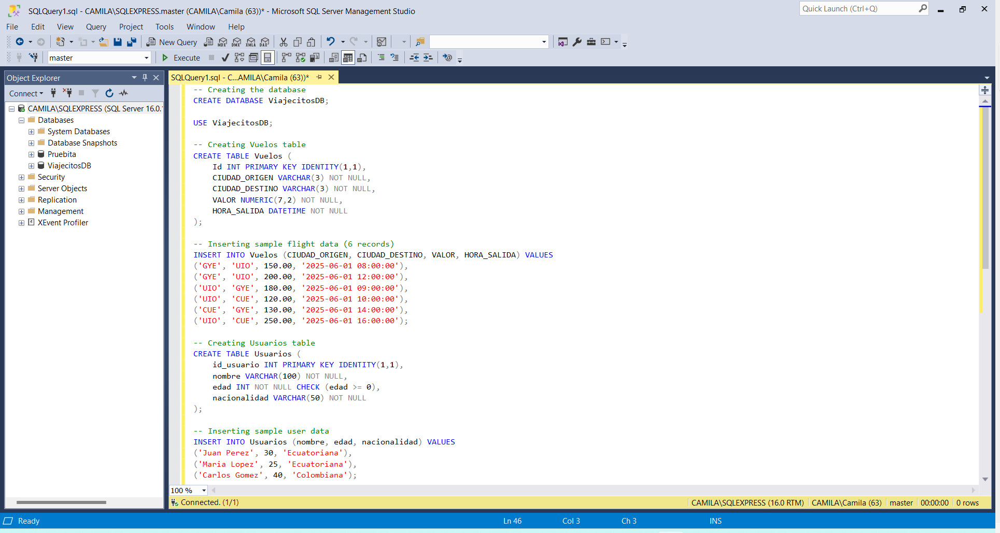 SQLQuery1.sql - CAMILA\SQLEXPRESS.master (CAMILA\Camila (63))* - Microsoft SQL Server Management Studio
Quick Launch (Ctrl+Q)
File Edit View Query Project Tools Window Help
New Query MDX DMX XMLA DAX
master Execute
Object Explorer
Connect
CAMILA\SQLEXPRESS (SQL Server 16.0.
Databases
System Databases
Database Snapshots
Pruebita
ViajecitosDB
Security
Server Objects
Replication
Management
XEvent Profiler
SQLQuery1.sql - C...AMILA\Camila (63))*
-- Creating the database
CREATE DATABASE ViajecitosDB;
USE ViajecitosDB;
-- Creating Vuelos table
CREATE TABLE Vuelos (
Id INT PRIMARY KEY IDENTITY(1,1),
CIUDAD_ORIGEN VARCHAR(3) NOT NULL,
CIUDAD_DESTINO VARCHAR(3) NOT NULL,
VALOR NUMERIC(7,2) NOT NULL,
HORA_SALIDA DATETIME NOT NULL
);
-- Inserting sample flight data (6 records)
INSERT INTO Vuelos (CIUDAD_ORIGEN, CIUDAD_DESTINO, VALOR, HORA_SALIDA) VALUES
('GYE', 'UIO', 150.00, '2025-06-01 08:00:00'),
('GYE', 'UIO', 200.00, '2025-06-01 12:00:00'),
('UIO', 'GYE', 180.00, '2025-06-01 09:00:00'),
('UIO', 'CUE', 120.00, '2025-06-01 10:00:00'),
('CUE', 'GYE', 130.00, '2025-06-01 14:00:00'),
('UIO', 'CUE', 250.00, '2025-06-01 16:00:00');
-- Creating Usuarios table
CREATE TABLE Usuarios (
id_usuario INT PRIMARY KEY IDENTITY(1,1),
nombre VARCHAR(100) NOT NULL,
edad INT NOT NULL CHECK (edad >= 0),
nacionalidad VARCHAR(50) NOT NULL
);
-- Inserting sample user data
INSERT INTO Usuarios (nombre, edad, nacionalidad) VALUES
('Juan Perez', 30, 'Ecuatoriana'),
('Maria Lopez', 25, 'Ecuatoriana'),
('Carlos Gomez', 40, 'Colombiana');
100 %
Connected. (1/1) CAMILA\SQLEXPRESS (16.0 RTM) CAMILA\Camila (63) master 00:00:00 0 rows
Ready Ln 46 Col 3 Ch 3 INS